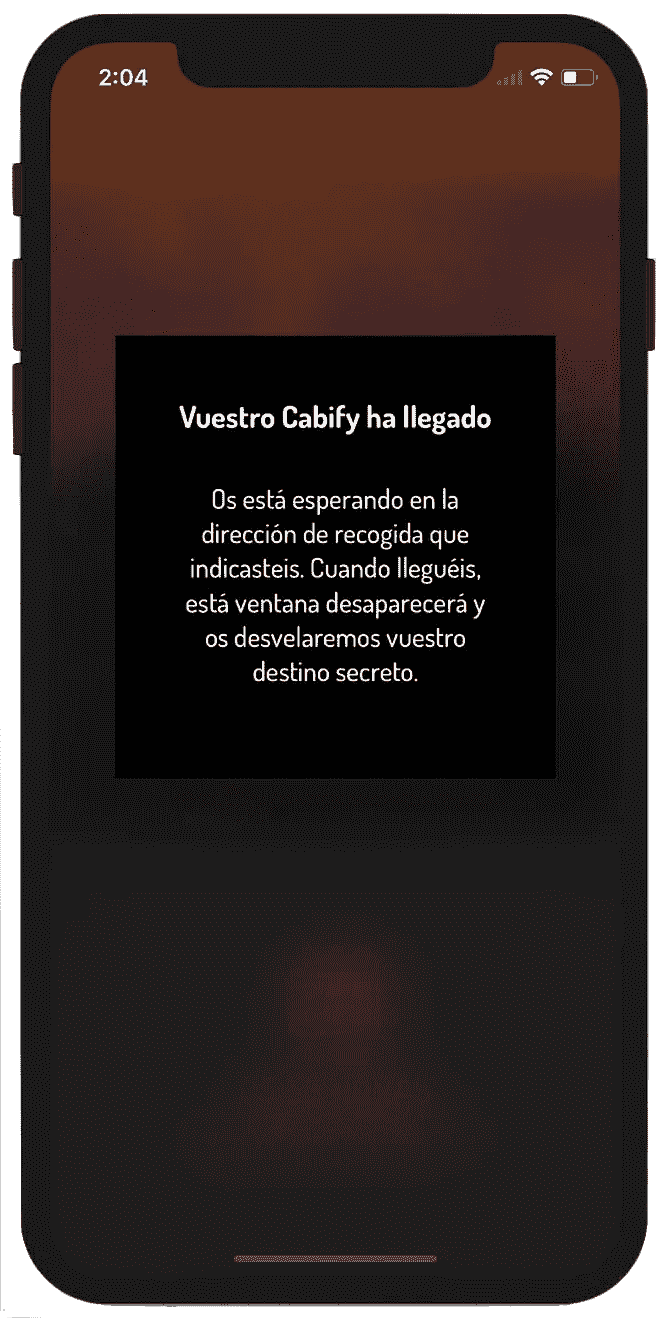 2:04
Vuestro Cabify ha llegado
Os está esperando en la
dirección de recogida que
indicasteis. Cuando lleguéis,
está ventana desaparecerá y
os desvelaremos vuestro
destino secreto.